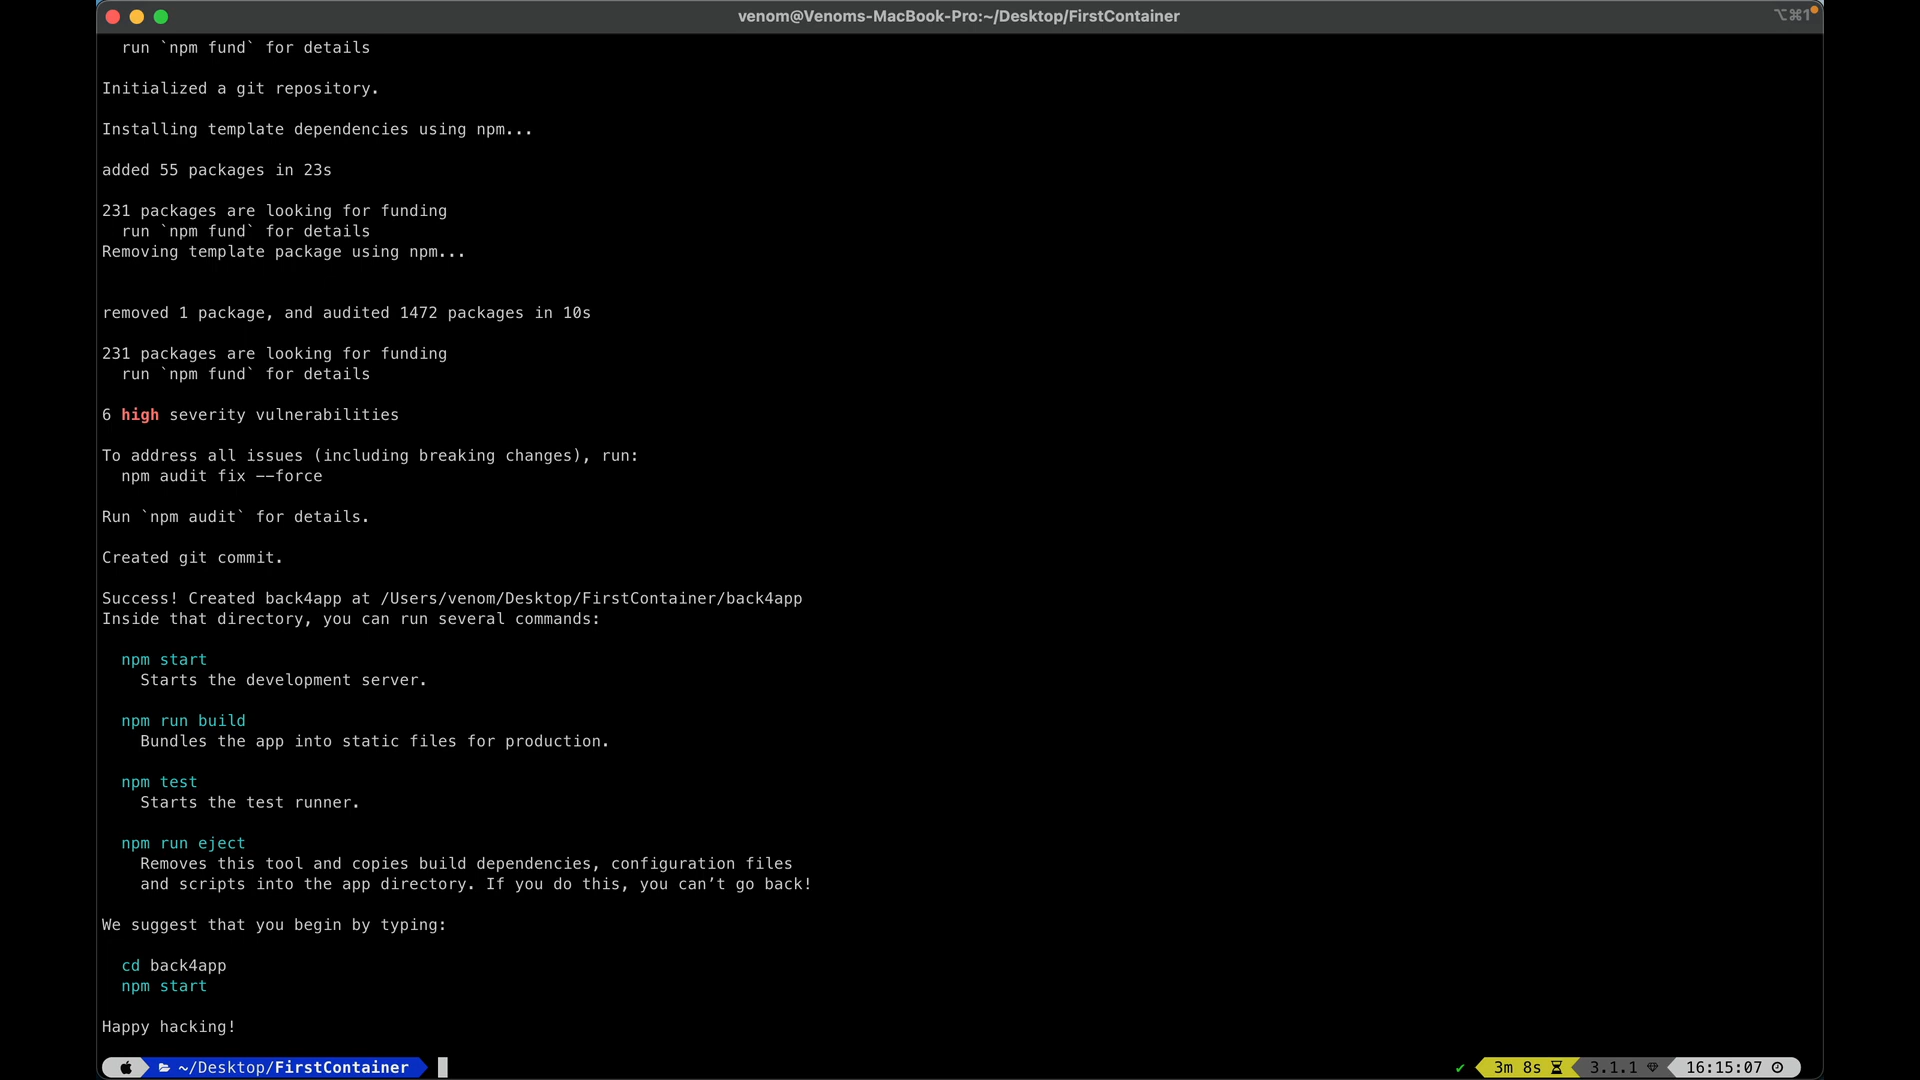 venom@Venoms-MacBook-Pro:~/Desktop/FirstContainer ⌥⌘1
run `npm fund` for details
Initialized a git repository.
Installing template dependencies using npm...
added 55 packages in 23s
231 packages are looking for funding
run `npm fund` for details
Removing template package using npm...
removed 1 package, and audited 1472 packages in 10s
231 packages are looking for funding
run `npm fund` for details
6 high severity vulnerabilities
To address all issues (including breaking changes), run:
npm audit fix --force
Run `npm audit` for details.
Created git commit.
Success! Created back4app at /Users/venom/Desktop/FirstContainer/back4app
Inside that directory, you can run several commands:
npm start
Starts the development server.
npm run build
Bundles the app into static files for production.
npm test
Starts the test runner.
npm run eject
Removes this tool and copies build dependencies, configuration files
and scripts into the app directory. If you do this, you can’t go back!
We suggest that you begin by typing:
cd back4app
npm start
Happy hacking!
~/Desktop/FirstContainer ✔ 3m 8s 3.1.1 16:15:07